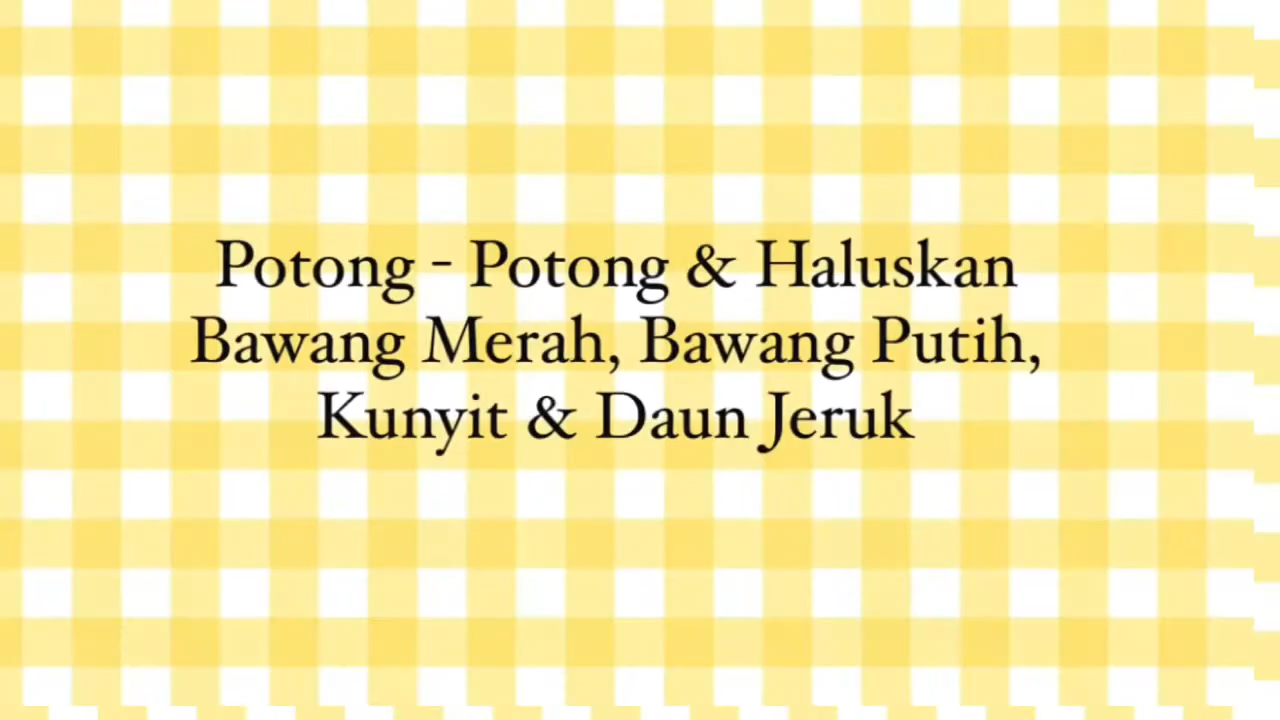 Potong - Potong & Haluskan
Bawang Merah, Bawang Putih,
Kunyit & Daun Jeruk